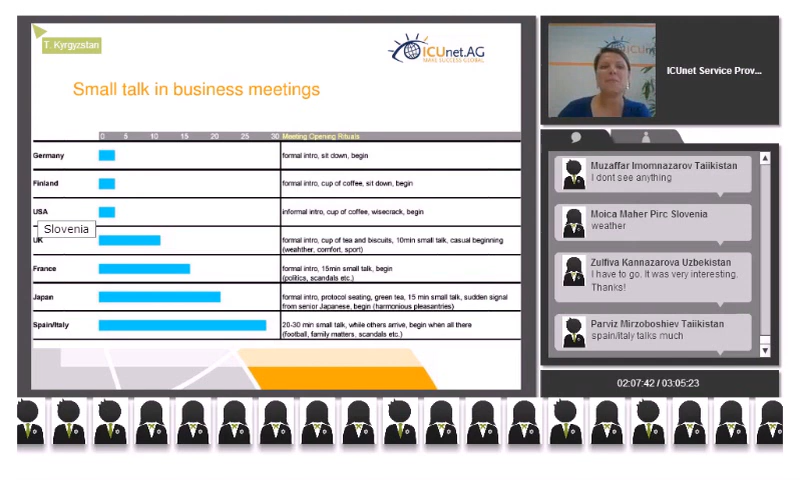 T. Kyrgyzstan
ICUnet.AG
MAKE SUCCESS GLOBAL.
Small talk in business meetings
0 5 10 15 20 25 30 Meeting Opening Rituals
Germany formal intro, sit down, begin
Finland formal intro, cup of coffee, sit down, begin
USA informal intro, cup of coffee, wisecrack, begin
Slovenia
UK formal intro, cup of tea and biscuits, 10min small talk, casual beginning
(weahther, comfort, sport)
France formal intro, 15min small talk, begin
(politics, scandals etc.)
Japan formal intro, protocol seating, green tea, 15 min small talk, sudden signal
from senior Japanese, begin (harmonious pleasantries)
Spain/Italy 20-30 min small talk, while others arrive, begin when all there
(football, family matters, scandals etc.)
ICUnet Service Prov...
Muzaffar Imomnazarov Taiikistan
I dont see anything
Moica Maher Pirc Slovenia
weather
Zulfiva Kannazarova Uzbekistan
I have to go. It was very interesting.
Thanks!
Parviz Mirzoboshiev Taiikistan
spain/italy talks much
02:07:42 / 03:05:23